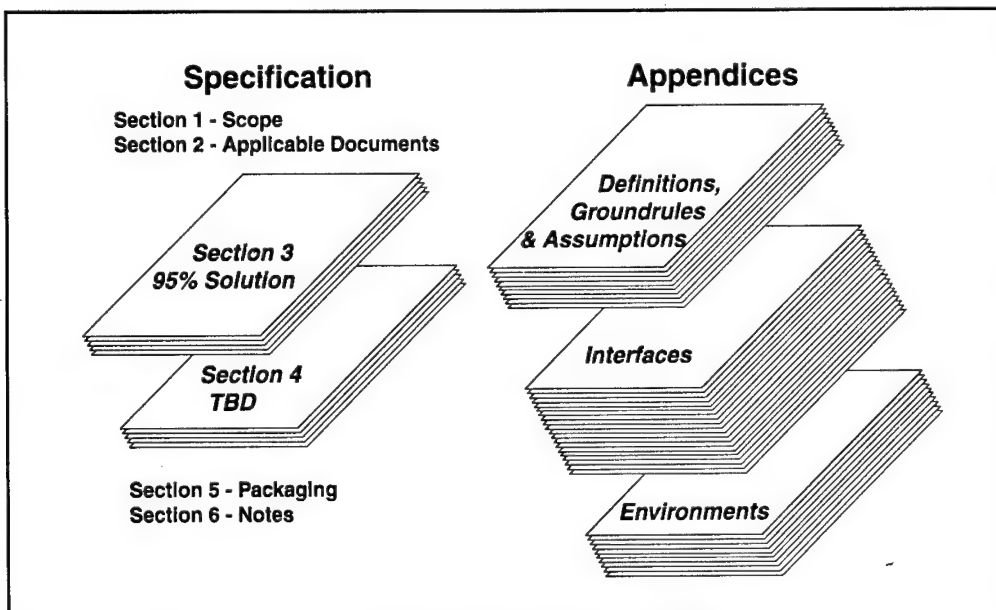 Specification
Section 1 - Scope
Section 2 - Applicable Documents
Section 3
95% Solution
Section 4
TBD
Section 5 - Packaging
Section 6 - Notes
Appendices
Definitions,
Groundrules
& Assumptions
Interfaces
Environments